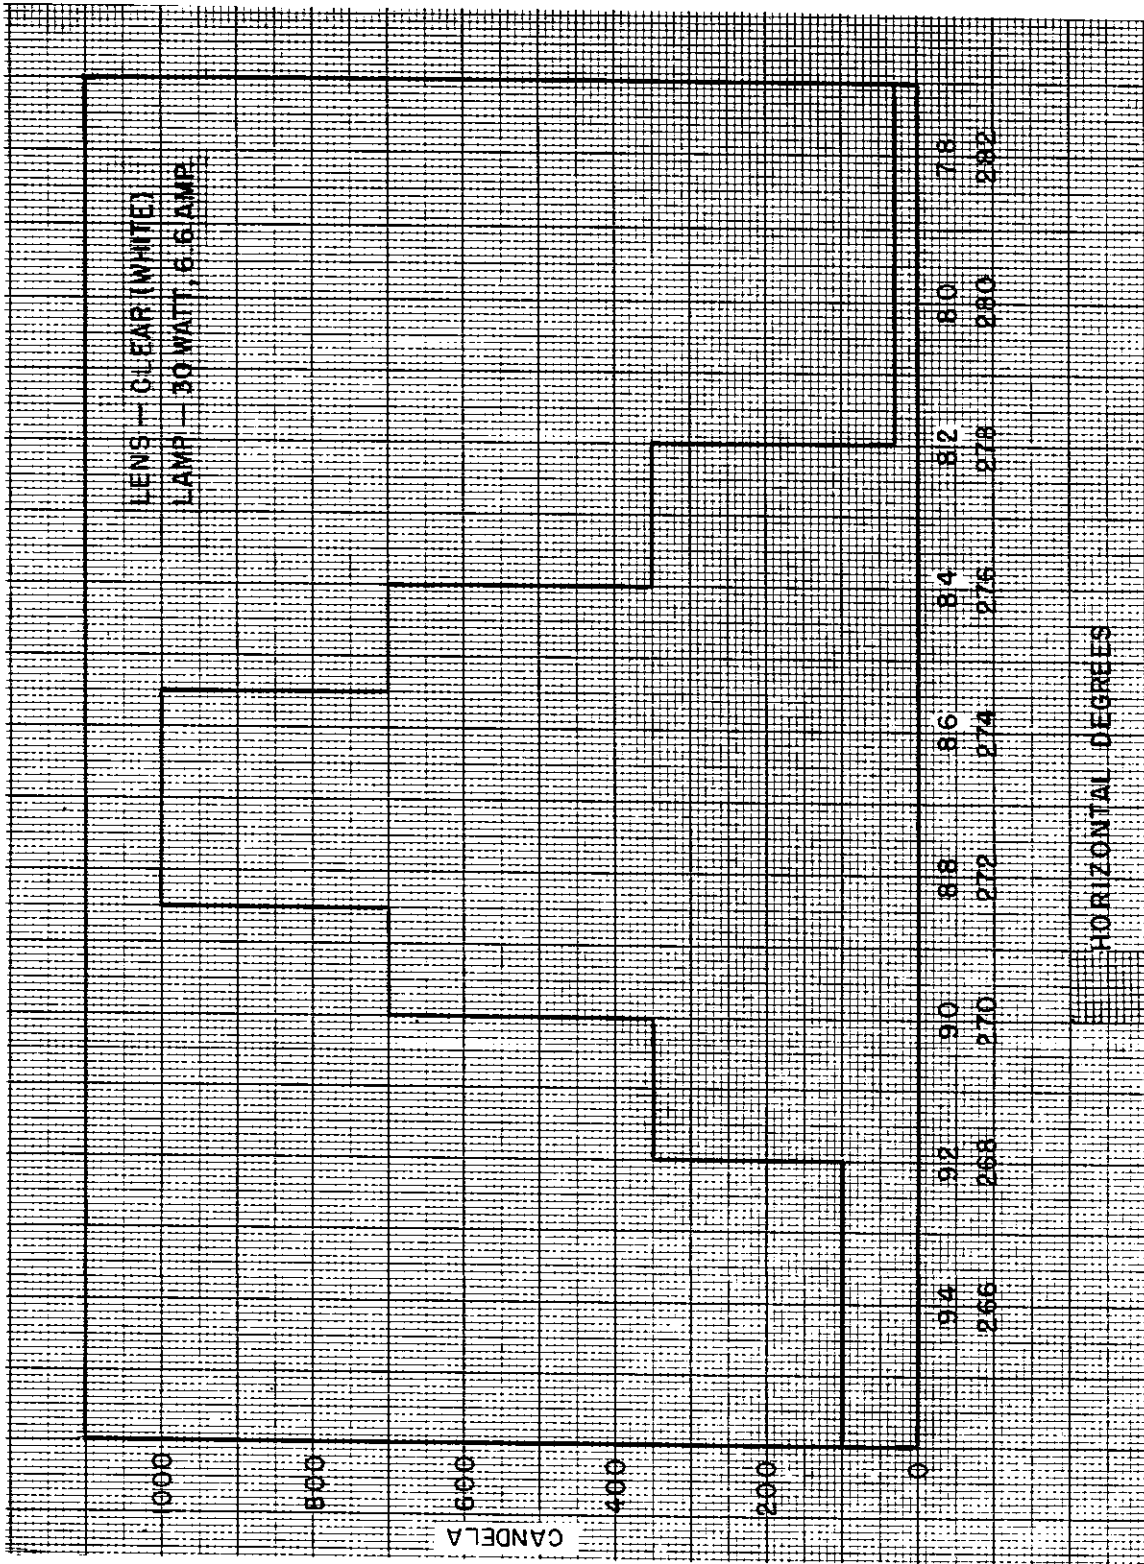 LENS — CLEAR (WHITE)
LAMP — 30 WATT, 6.6 AMP.
CANDELA
1000
800
600
400
200
0
94 92 90 88 86 84 82 80 78
266 268 270 272 274 276 278 280 282
HORIZONTAL DEGREES